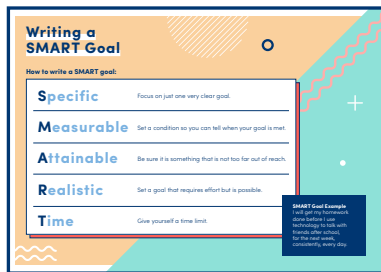 Writing a
SMART Goal
How to write a SMART goal:
Specific
Focus on just one very clear goal.
Measurable
Set a condition so you can tell when your goal is met.
Attainable
Be sure it is something that is not too far out of reach.
Realistic
Set a goal that requires effort but is possible.
Time
Give yourself a time limit.
SMART Goal Example
I will get my homework
done before I use
technology to talk with
friends after school,
for the next week,
consistently, every day.